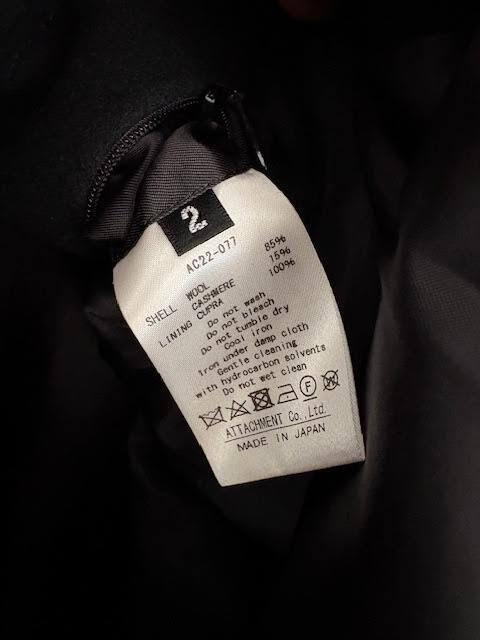 2
AC22-077
SHELL WOOL 85%
CASHMERE 15%
LINING CUPRA 100%
Do not wash
Do not bleach
Do not tumble dry
Cool iron
Iron under damp cloth
Gentle cleaning
with hydrocarbon solvents
Do not wet clean
F W
ATTACHMENT Co.,Ltd.
MADE IN JAPAN